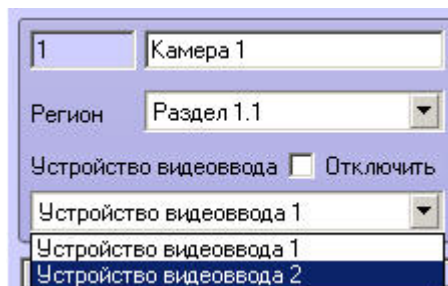 1 Камера 1
Регион Раздел 1.1
Устройство видеоввода Отключить
Устройство видеоввода 1
Устройство видеоввода 1
Устройство видеоввода 2